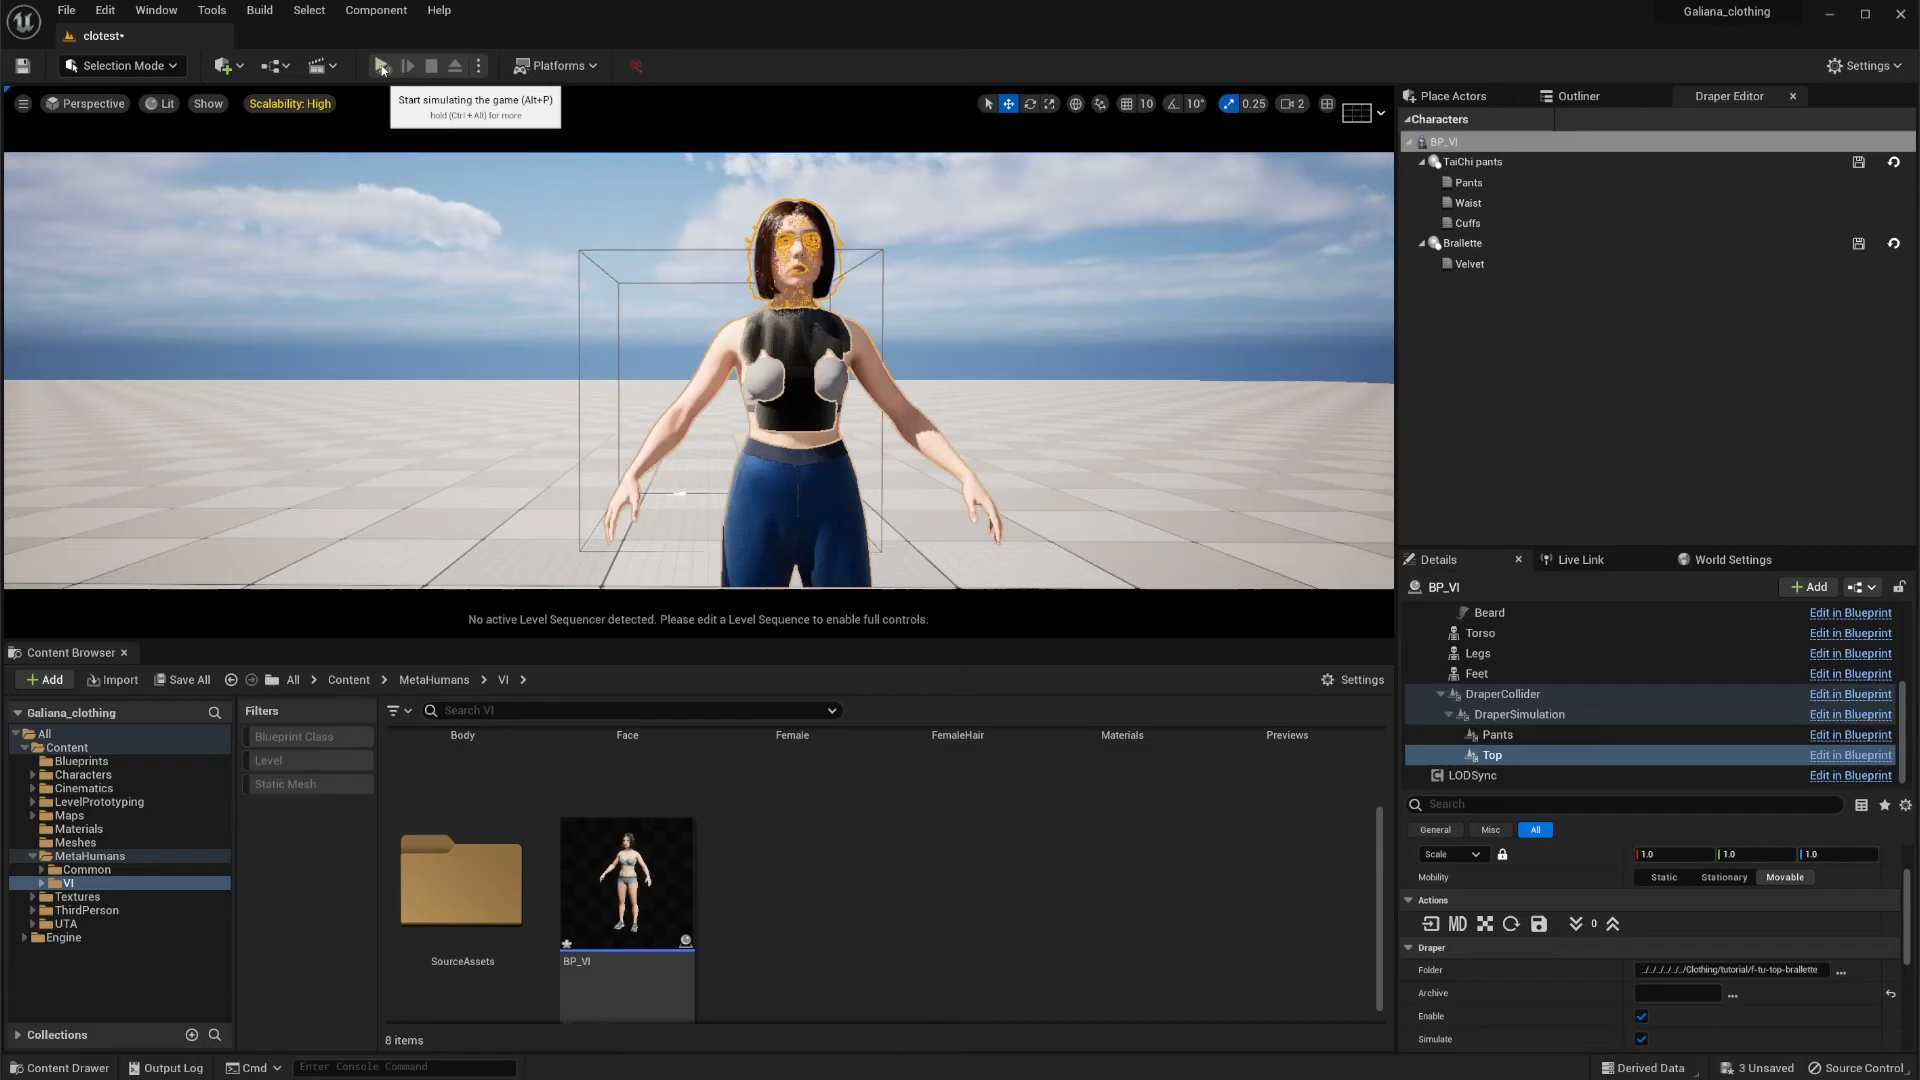 File Edit Window Tools Build Select Component Help
Galiana_clothing
clotest•
Selection Mode
Platforms
Settings
Start simulating the game (Alt+P)
hold (Ctrl + Alt) for more
Perspective
Lit
Show
Scalability: High
10
10°
0.25
2
No active Level Sequencer detected. Please edit a Level Sequence to enable full controls.
Place Actors
Outliner
Draper Editor
Characters
BP_VI
TaiChi pants
Pants
Waist
Cuffs
Brallette
Velvet
Details
Live Link
World Settings
BP_VI
Add
Beard Edit in Blueprint
Torso Edit in Blueprint
Legs Edit in Blueprint
Feet Edit in Blueprint
DraperCollider Edit in Blueprint
DraperSimulation Edit in Blueprint
Pants Edit in Blueprint
Top Edit in Blueprint
LODSync Edit in Blueprint
Search
General Misc All
Scale 1.0 1.0 1.0
Mobility Static Stationary Movable
Actions
MD 0
Draper
Folder ../../../../../../Clothing/tutorial/f-tu-top-brallette ...
Archive ...
Enable
Simulate
Content Browser
Add Import Save All All Content MetaHumans VI
Settings
Galiana_clothing
All
Content
Blueprints
Characters
Cinematics
LevelPrototyping
Maps
Materials
Meshes
MetaHumans
Common
VI
Textures
ThirdPerson
UTA
Engine
Collections
Filters
Blueprint Class
Level
Static Mesh
Search VI
Body Face Female FemaleHair Materials Previews
SourceAssets
BP_VI
8 items
Content Drawer Output Log Cmd Enter Console Command
Derived Data 3 Unsaved Source Control